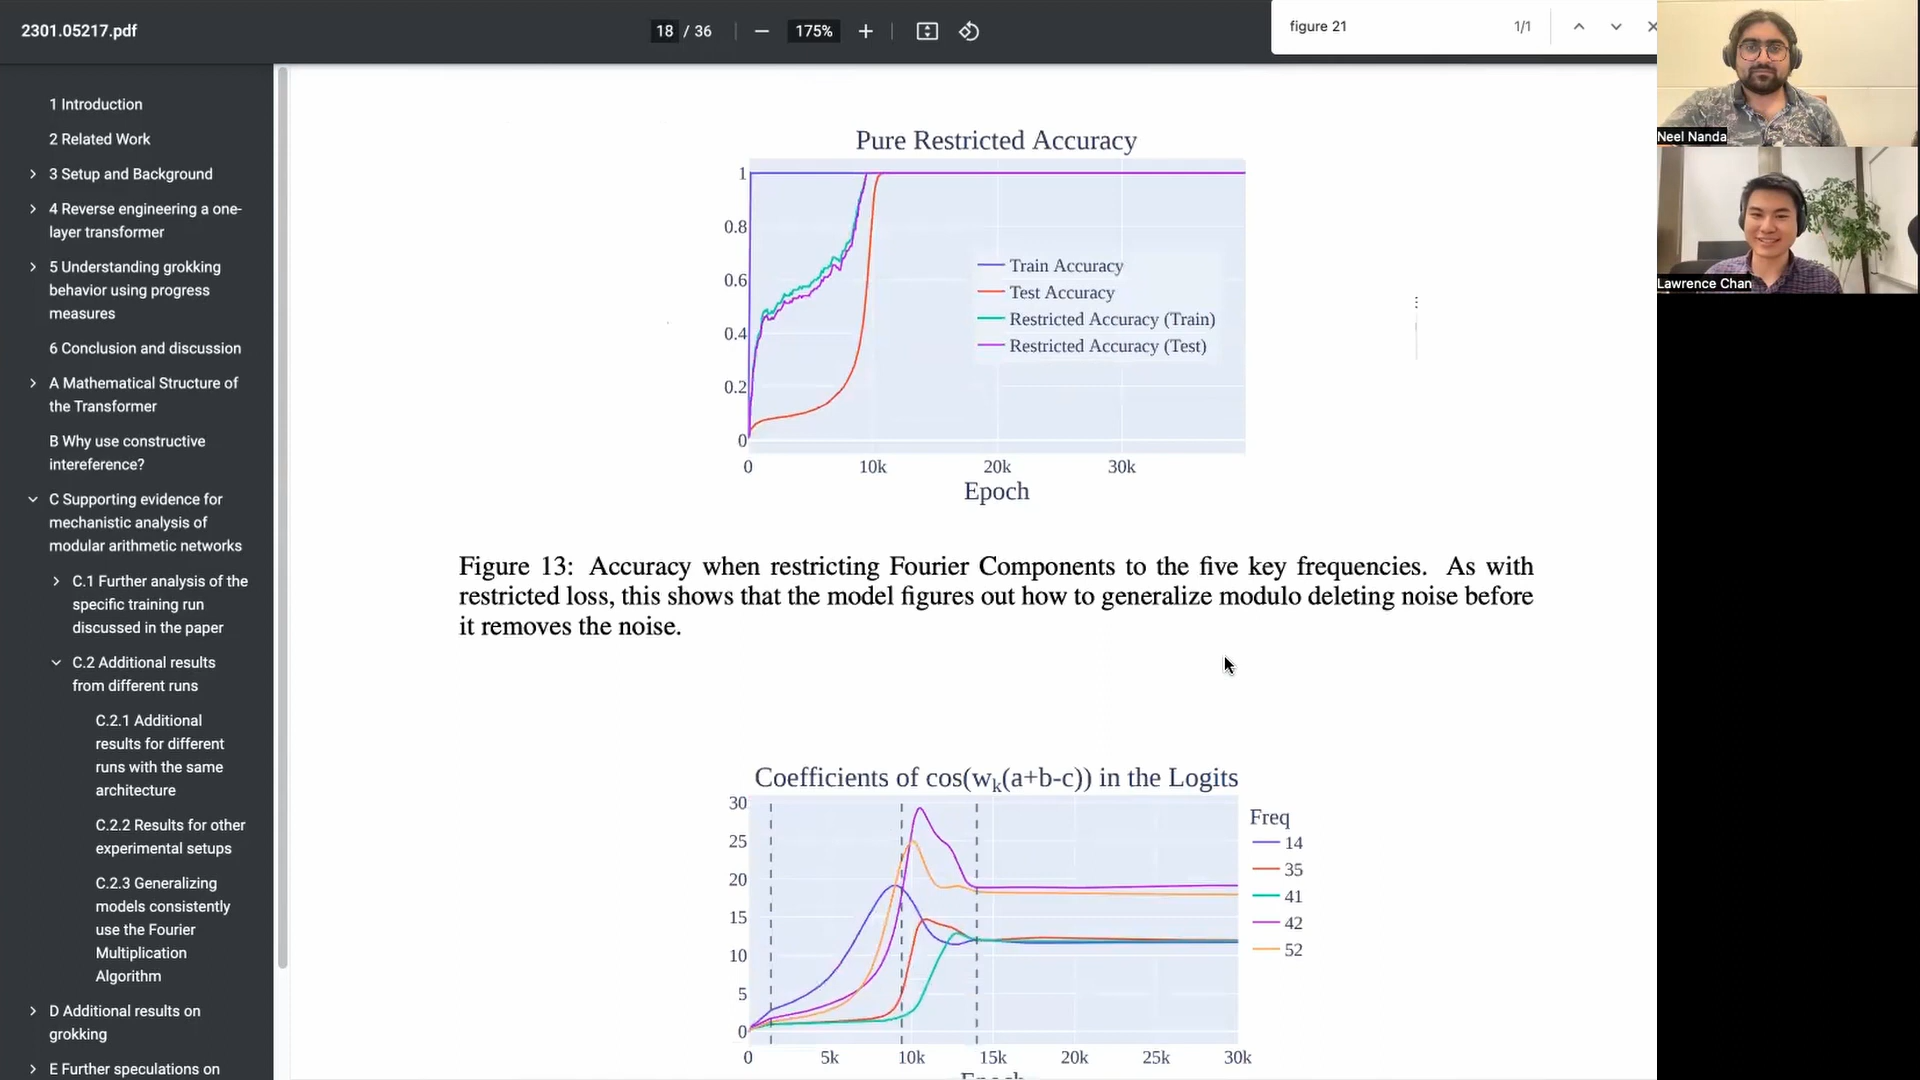 2301.05217.pdf
18 / 36
175%
figure 21
1/1
1 Introduction
2 Related Work
3 Setup and Background
4 Reverse engineering a one-
layer transformer
5 Understanding grokking
behavior using progress
measures
6 Conclusion and discussion
A Mathematical Structure of
the Transformer
B Why use constructive
intereference?
C Supporting evidence for
mechanistic analysis of
modular arithmetic networks
C.1 Further analysis of the
specific training run
discussed in the paper
C.2 Additional results
from different runs
C.2.1 Additional
results for different
runs with the same
architecture
C.2.2 Results for other
experimental setups
C.2.3 Generalizing
models consistently
use the Fourier
Multiplication
Algorithm
D Additional results on
grokking
E Further speculations on
Pure Restricted Accuracy
1
0.8
0.6
0.4
0.2
0
Train Accuracy
Test Accuracy
Restricted Accuracy (Train)
Restricted Accuracy (Test)
0 10k 20k 30k
Epoch
Figure 13: Accuracy when restricting Fourier Components to the five key frequencies. As with
restricted loss, this shows that the model figures out how to generalize modulo deleting noise before
it removes the noise.
Coefficients of cos(wk(a+b-c)) in the Logits
30
25
20
15
10
5
0
Freq
14
35
41
42
52
0 5k 10k 15k 20k 25k 30k
Epoch
Neel Nanda
Lawrence Chan